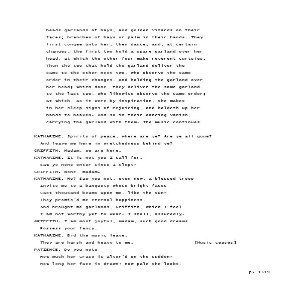 heads garlands of bays, and golden vizards on their
faces; branches of bays or palm in their hands. They
first congee unto her, then dance; and, at certain
changes, the first two hold a spare garland over her
head, at which the other four make reverent curtsies.
Then the two that held the garland deliver the
same to the other next two, who observe the same
order in their changes, and holding the garland over
her head; which done, they deliver the same garland
to the last two, who likewise observe the same order;
at which, as it were by inspiration, she makes
in her sleep signs of rejoicing, and holdeth up her
hands to heaven. And so in their dancing vanish,
carrying the garland with them. The music continues
KATHARINE. Spirits of peace, where are ye? Are ye all gone?
And leave me here in wretchedness behind ye?
GRIFFITH. Madam, we are here.
KATHARINE. It is not you I call for.
Saw ye none enter since I slept?
GRIFFITH. None, madam.
KATHARINE. No? Saw you not, even now, a blessed troop
Invite me to a banquet; whose bright faces
Cast thousand beams upon me, like the sun?
They promis'd me eternal happiness
And brought me garlands, Griffith, which I feel
I am not worthy yet to wear. I shall, assuredly.
GRIFFITH. I am most joyful, madam, such good dreams
Possess your fancy.
KATHARINE. Bid the music leave,
They are harsh and heavy to me. [Music ceases]
PATIENCE. Do you note
How much her grace is alter'd on the sudden?
How long her face is drawn! How pale she looks,